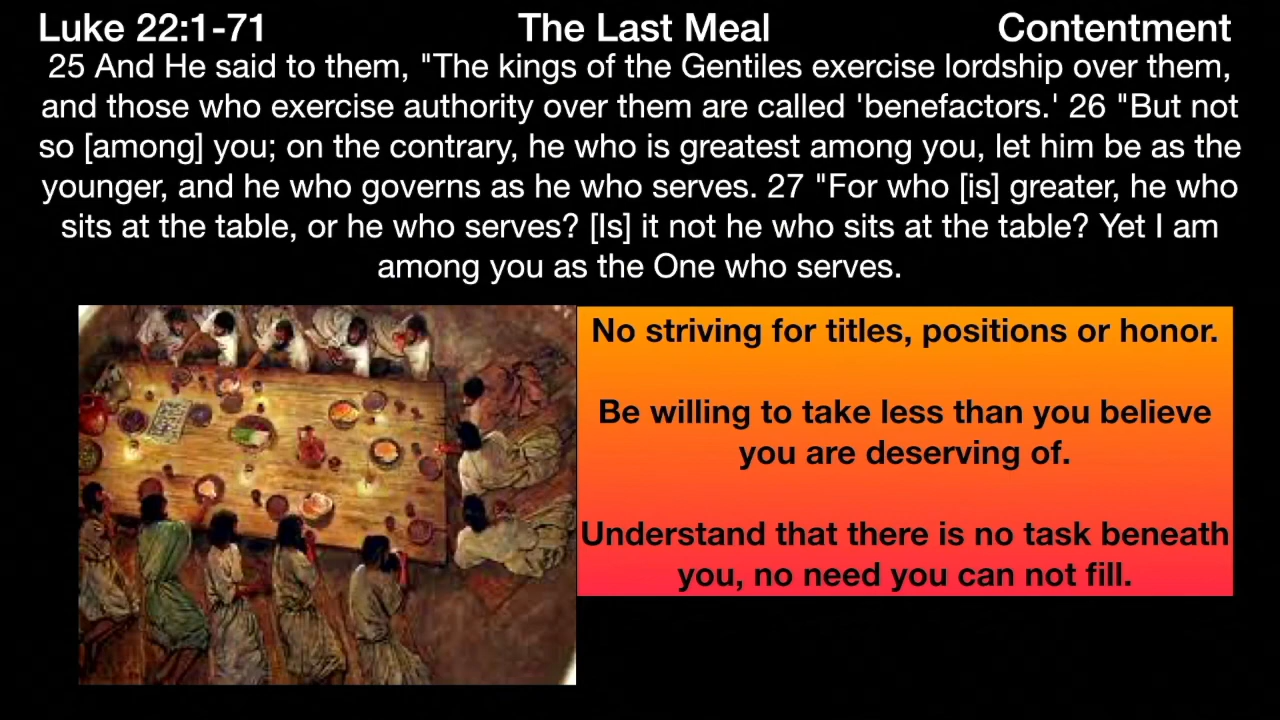 Luke 22:1-71 The Last Meal Contentment
25 And He said to them, "The kings of the Gentiles exercise lordship over them,
and those who exercise authority over them are called 'benefactors.' 26 "But not
so [among] you; on the contrary, he who is greatest among you, let him be as the
younger, and he who governs as he who serves. 27 "For who [is] greater, he who
sits at the table, or he who serves? [Is] it not he who sits at the table? Yet I am
among you as the One who serves.
No striving for titles, positions or honor.
Be willing to take less than you believe
you are deserving of.
Understand that there is no task beneath
you, no need you can not fill.